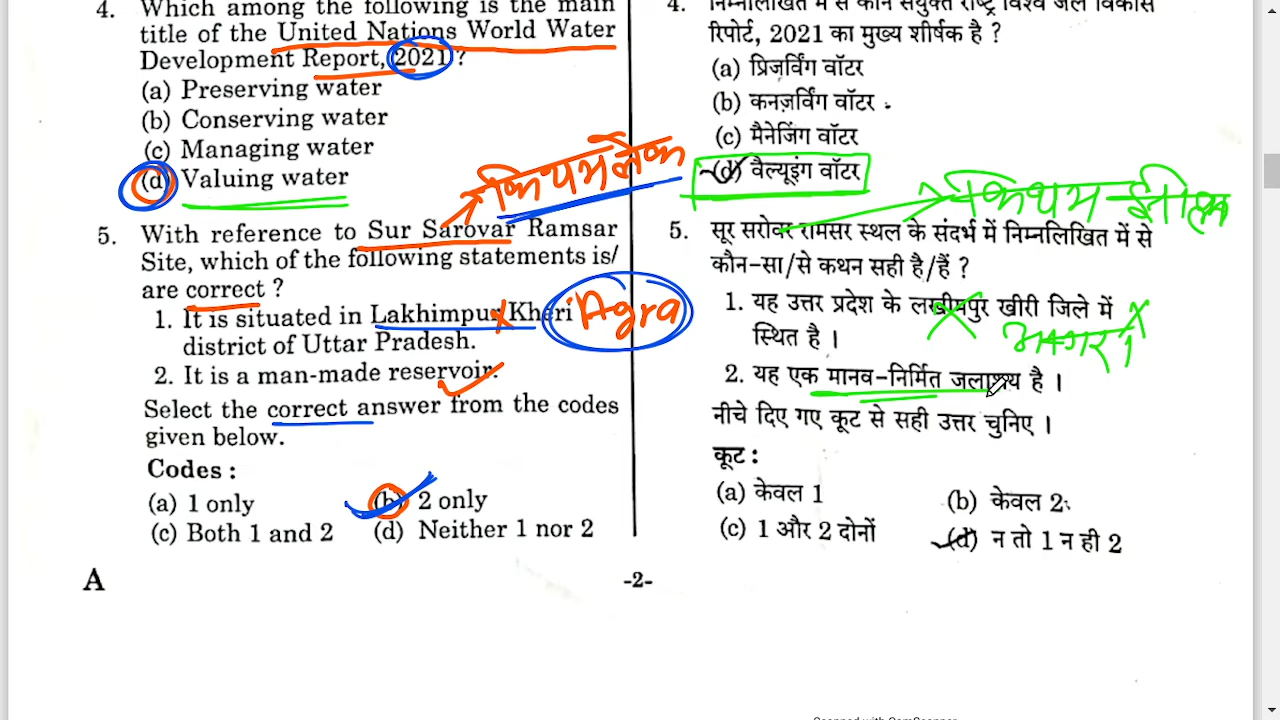 4. Which among the following is the main
title of the United Nations World Water
Development Report, 2021 ?
(a) Preserving water
(b) Conserving water
(c) Managing water
(d) Valuing water
कियम लेक
5. With reference to Sur Sarovar Ramsar
Site, which of the following statements is/
are correct ?
1. It is situated in Lakhimpur Kheri
Agra
district of Uttar Pradesh.
2. It is a man-made reservoir.
Select the correct answer from the codes
given below.
Codes :
(a) 1 only (b) 2 only
(c) Both 1 and 2 (d) Neither 1 nor 2
4. निम्नलिखित में से कौन संयुक्त राष्ट्र विश्व जल विकास
रिपोर्ट, 2021 का मुख्य शीर्षक है ?
(a) प्रिज़र्विंग वॉटर
(b) कनज़र्विंग वॉटर
(c) मैनेजिंग वॉटर
(d) वैल्यूइंग वॉटर
5. सूर सरोवर रामसर स्थल के संदर्भ में निम्नलिखित में से
कौन-सा/से कथन सही है/हैं ?
1. यह उत्तर प्रदेश के लखीमपुर खीरी जिले में
स्थित है ।
आगरा
2. यह एक मानव-निर्मित जलाशय है ।
नीचे दिए गए कूट से सही उत्तर चुनिए ।
कूट :
(a) केवल 1 (b) केवल 2
(c) 1 और 2 दोनों (d) न तो 1 न ही 2
A -2-